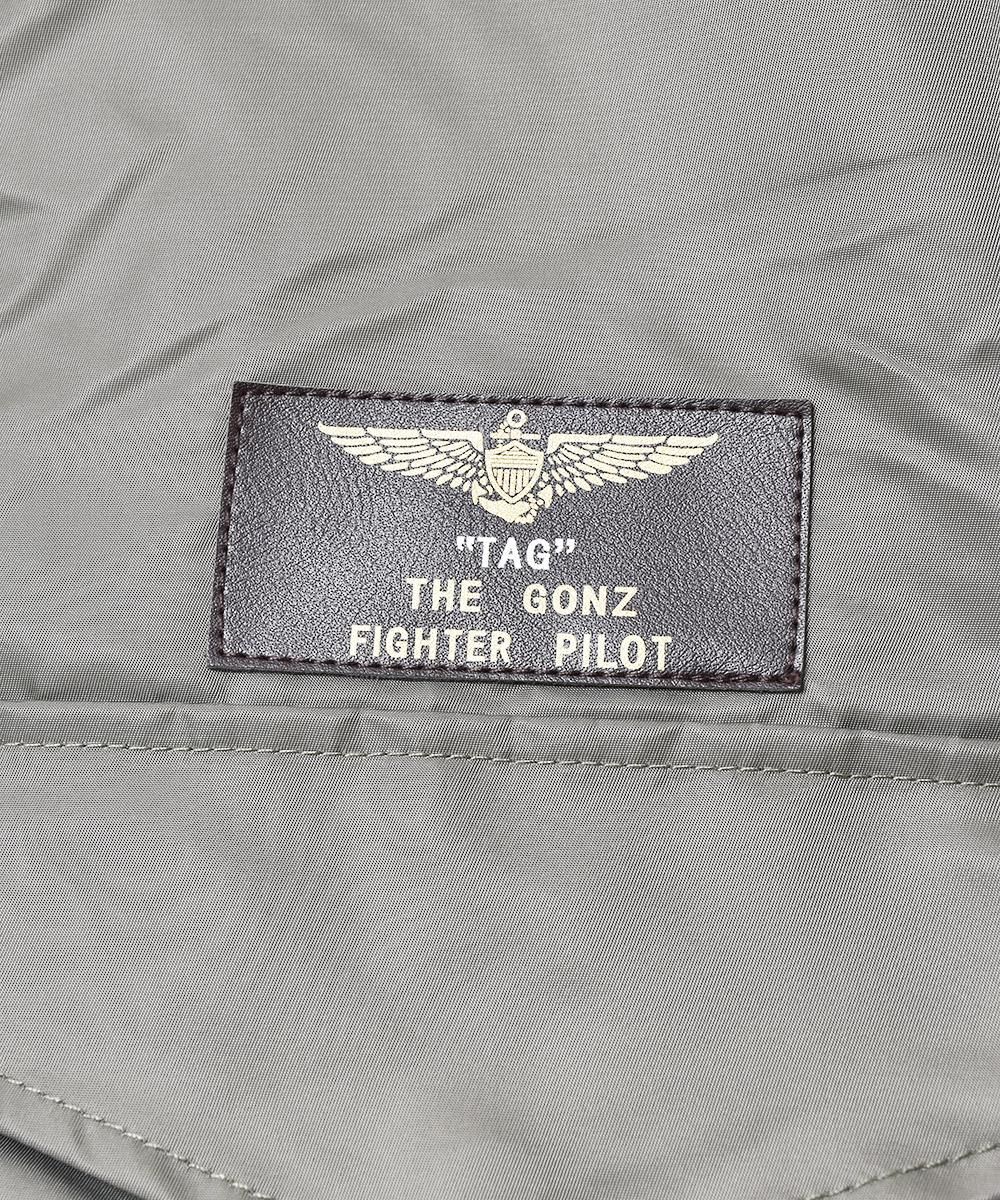 "TAG”
THE GONZ
FIGHTER PILOT